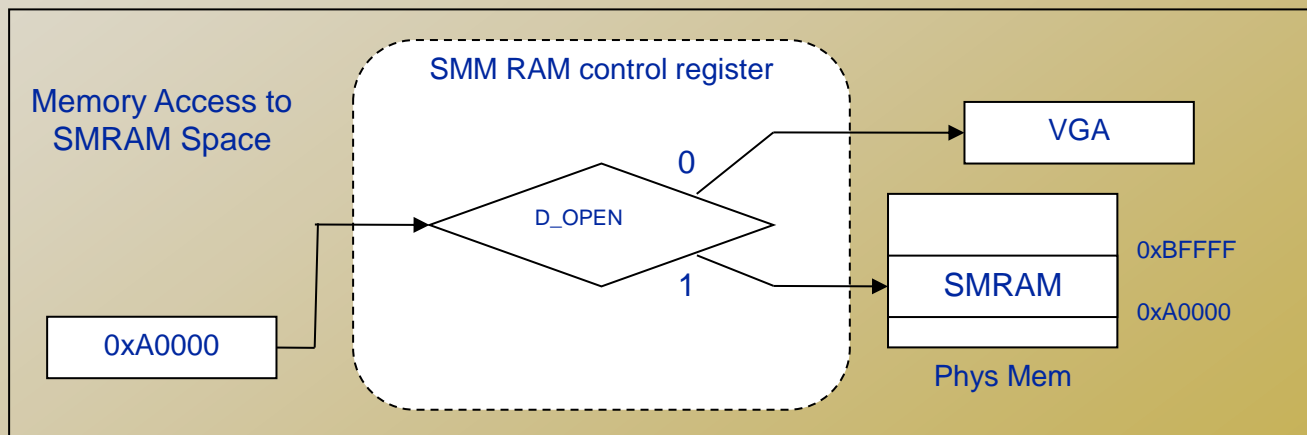 Memory Access to
SMRAM Space
0xA0000
SMM RAM control register
D_OPEN
0
1
VGA
SMRAM
0xBFFFF
0xA0000
Phys Mem